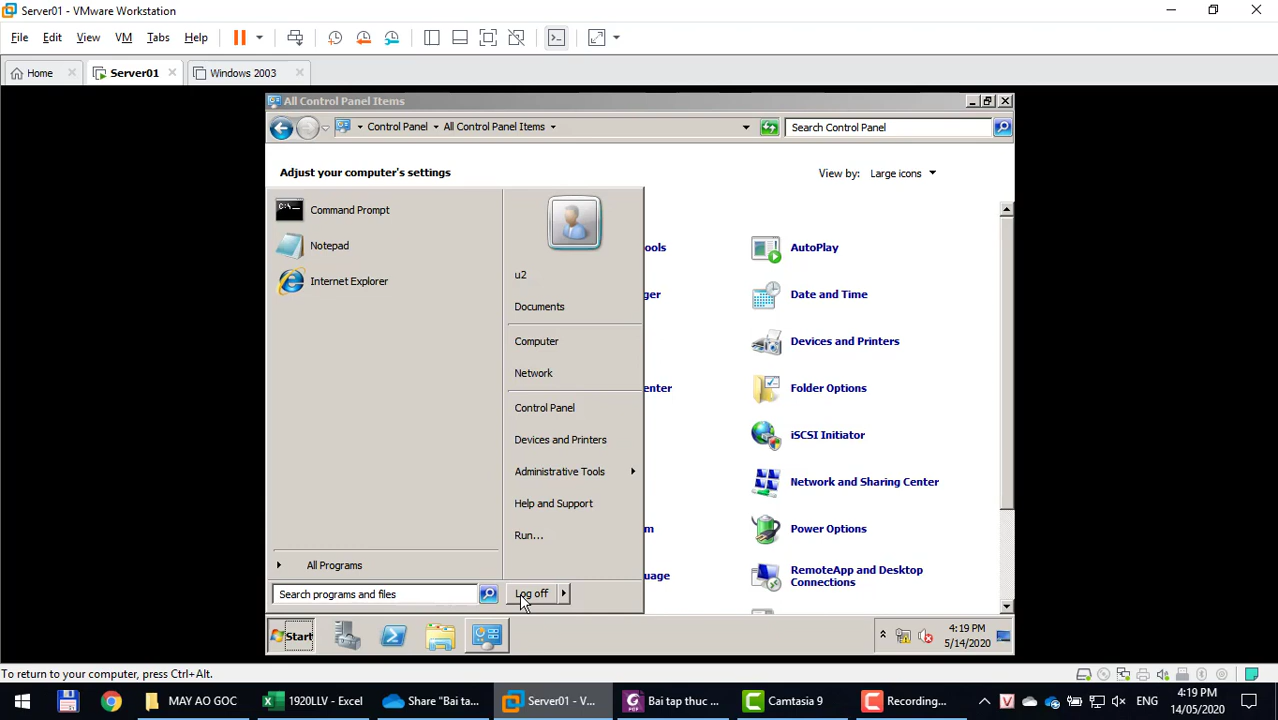 Server01 - VMware Workstation
File Edit View VM Tabs Help
Home Server01 Windows 2003
All Control Panel Items
Control Panel All Control Panel Items Search Control Panel
Adjust your computer's settings View by: Large icons
Command Prompt
Notepad
Internet Explorer
All Programs
Search programs and files
u2
Documents
Computer
Network
Control Panel
Devices and Printers
Administrative Tools
Help and Support
Run...
Log off
ools
ger
enter
m
uage
AutoPlay
Date and Time
Devices and Printers
Folder Options
iSCSI Initiator
Network and Sharing Center
Power Options
RemoteApp and Desktop
Connections
Start
4:19 PM
5/14/2020
To return to your computer, press Ctrl+Alt.
MAY AO GOC 1920LLV - Excel Share "Bai ta... Server01 - V... Bai tap thuc ... Camtasia 9 Recording... ENG
4:19 PM
14/05/2020